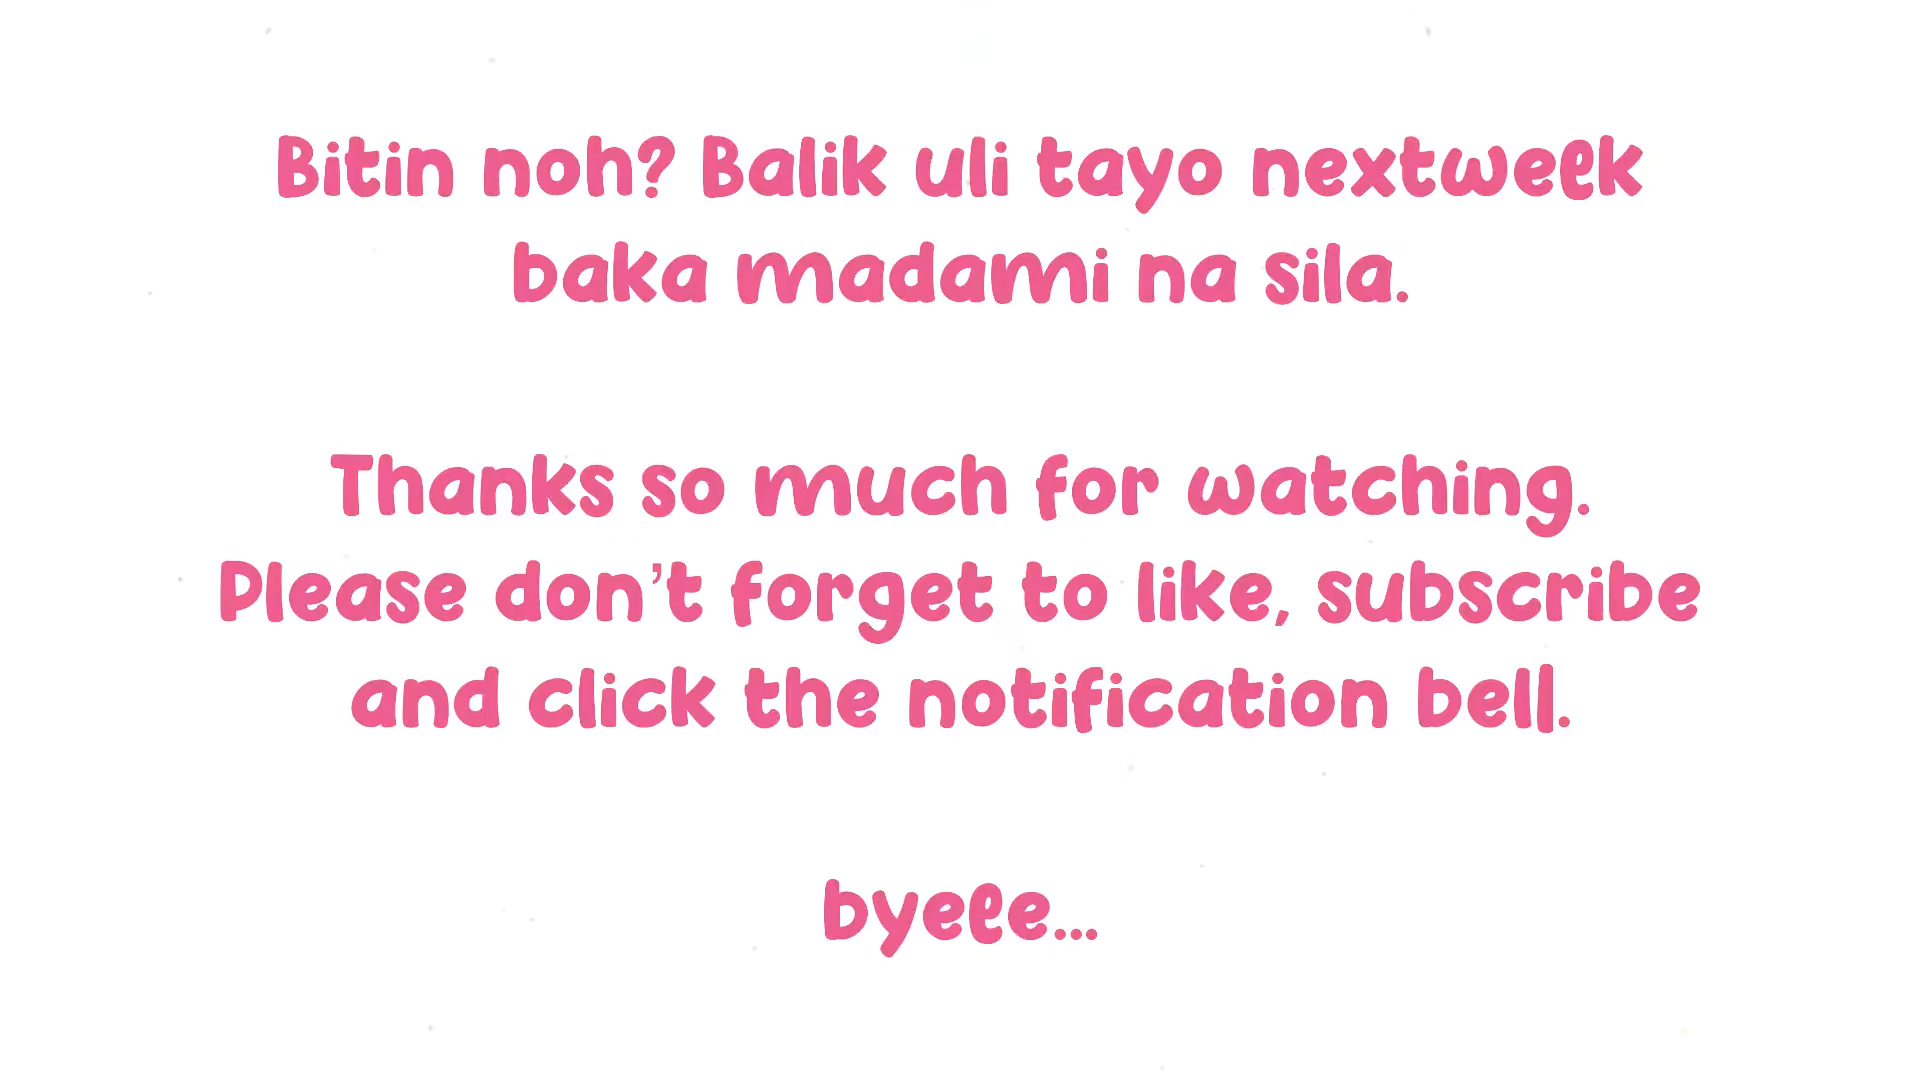 Bitin noh? Balik uli tayo nextweek
baka madami na sila.
Thanks so much for watching.
Please don't forget to like, subscribe
and click the notification bell.
byeee...